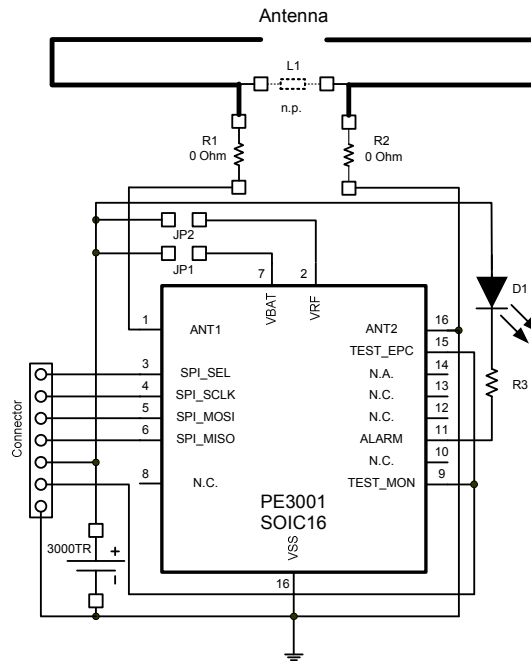 Antenna
L1
n.p.
R1
0 Ohm
R2
0 Ohm
JP2
JP1
7
2
VBAT
VRF
D1
R3
Connector
1
ANT1
3
SPI_SEL
4
SPI_SCLK
5
SPI_MOSI
6
SPI_MISO
8
N.C.
ANT2
16
TEST_EPC
15
N.A.
14
N.C.
13
N.C.
12
ALARM
11
N.C.
10
TEST_MON
9
PE3001
SOIC16
VSS
16
3000TR
+
-